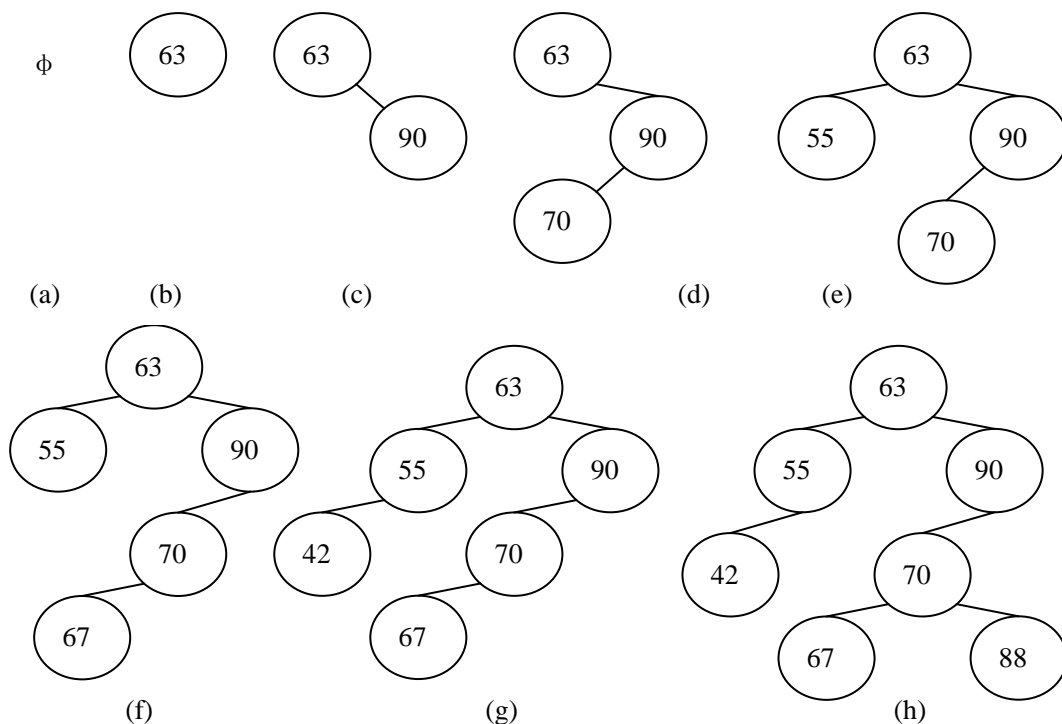 ϕ 63 63 63 63
90 90 55 90
70 70
(a) (b) (c) (d) (e)
63 63 63
55 90 55 90 55 90
70 42 70 42 70
67 67 67 88
(f) (g) (h)